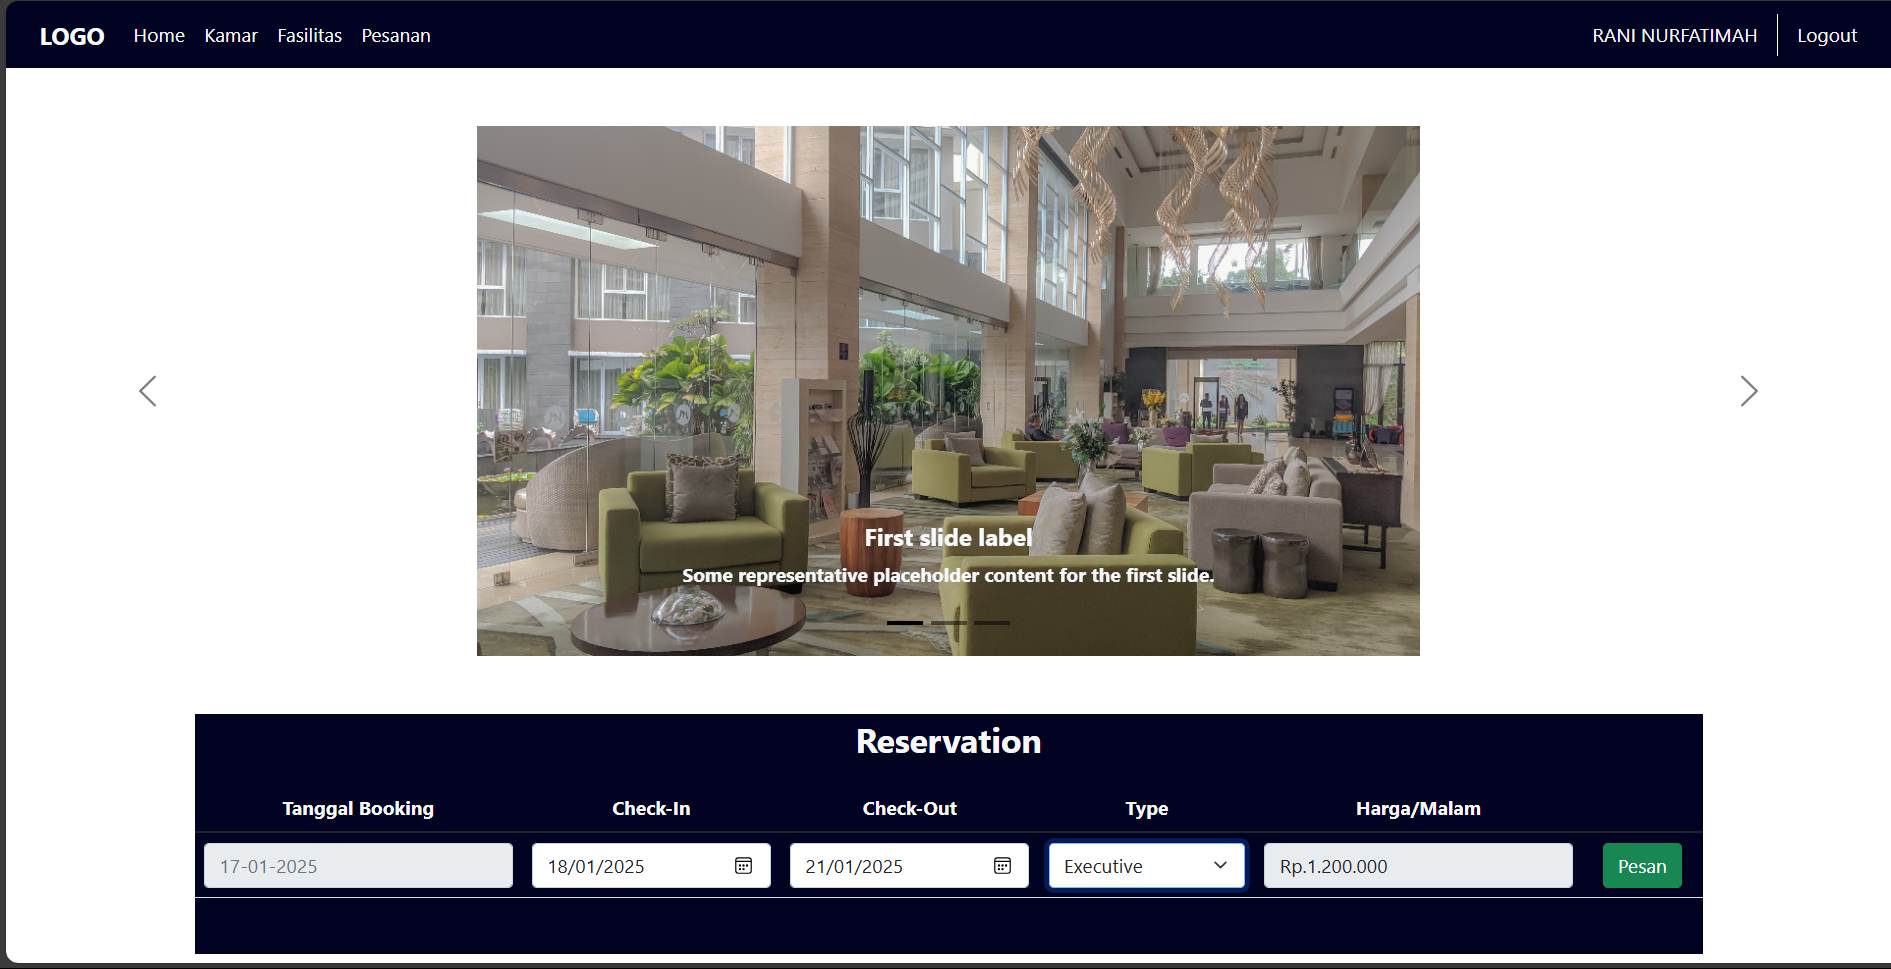 LOGO Home Kamar Fasilitas Pesanan RANI NURFATIMAH Logout
First slide label
Some representative placeholder content for the first slide.
Reservation
Tanggal Booking Check-In Check-Out Type Harga/Malam
17-01-2025 18/01/2025 21/01/2025 Executive Rp.1.200.000 Pesan